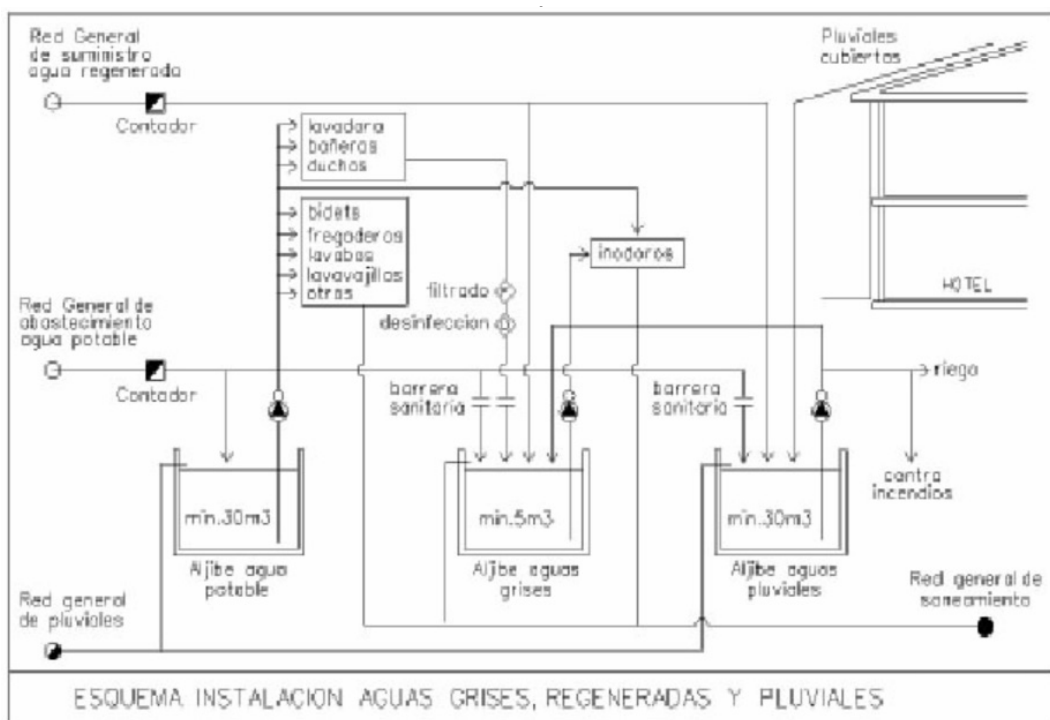 Red General
de suministro
agua regenerada
Contador
Pluviales
cubiertas
lavadora
bañeras
duchas
bidets
fregaderos
lavabos
lavavajillas
otros
inodoros
filtrado
desinfeccion
HOTEL
Red General de
abastecimiento
agua potable
Contador
barrera
sanitaria
barrera
sanitaria
riego
contra
incendios
min.30m3
min.5m3
min.30m3
Aljibe agua
potable
Aljibe aguas
grises
Aljibe aguas
pluviales
Red general
de pluviales
Red general de
saneamiento
ESQUEMA INSTALACION AGUAS GRISES, REGENERADAS Y PLUVIALES